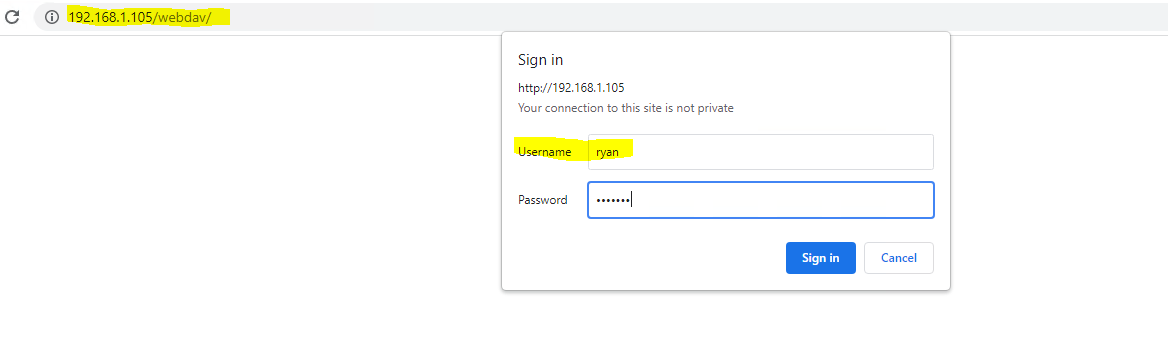 192.168.1.105/webdav/
Sign in
http://192.168.1.105
Your connection to this site is not private
Username ryan
Password •••••••
Sign in Cancel